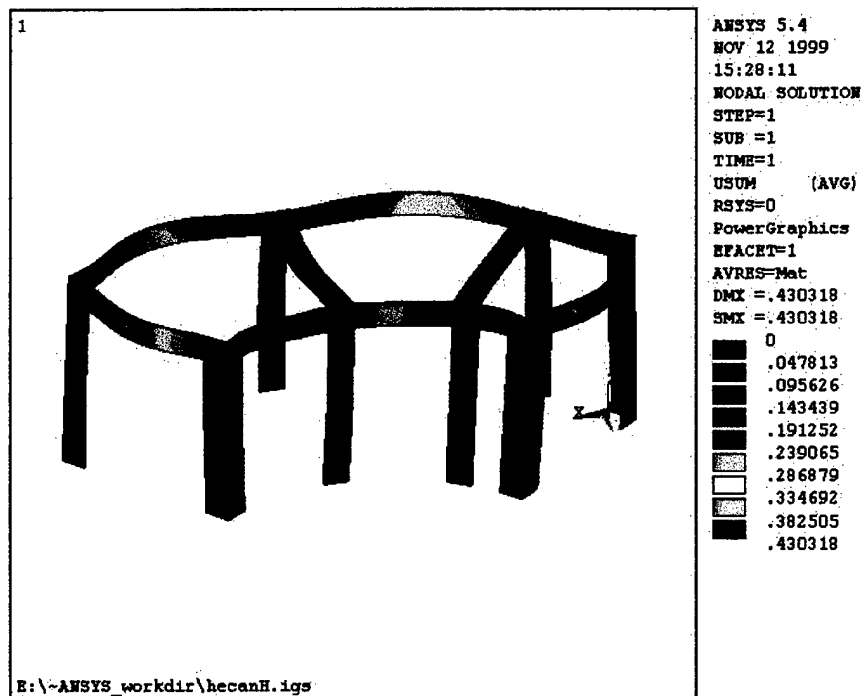 1
ANSYS 5.4
NOV 12 1999
15:28:11
NODAL SOLUTION
STEP=1
SUB =1
TIME=1
USUM (AVG)
RSYS=0
PowerGraphics
EFACET=1
AVRES=Mat
DMX =.430318
SMX =.430318
0
.047813
.095626
.143439
.191252
.239065
.286879
.334692
.382505
.430318
X
E:\~ANSYS_workdir\hecanH.igs